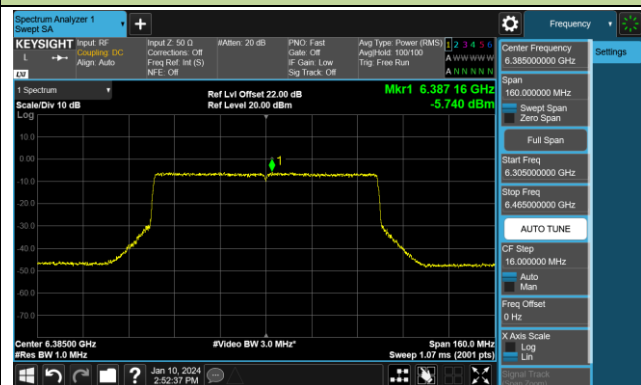 Spectrum Analyzer 1
Swept SA
Frequency
KEYSIGHT
L
LXI
Input: RF
Coupling: DC
Align: Auto
Input Z: 50 Ω
Corrections: Off
Freq Ref: Int (S)
NFE: Off
#Atten: 20 dB
PNO: Fast
Gate: Off
IF Gain: Low
Sig Track: Off
Avg Type: Power (RMS)
Avg|Hold: 100/100
Trig: Free Run
1 2 3 4 5 6
A W W W W W
A N N N N N
1 Spectrum
Scale/Div 10 dB
Log
Ref Lvl Offset 22.00 dB
Ref Level 20.00 dBm
Mkr1 6.387 16 GHz
-5.740 dBm
10.0
0.00
-10.0
-20.0
-30.0
-40.0
-50.0
-60.0
-70.0
1
Center 6.38500 GHz
#Res BW 1.0 MHz
#Video BW 3.0 MHz*
Span 160.0 MHz
Sweep 1.07 ms (2001 pts)
Jan 10, 2024
2:52:37 PM
Center Frequency
6.385000000 GHz
Span
160.000000 MHz
Swept Span
Zero Span
Full Span
Start Freq
6.305000000 GHz
Stop Freq
6.465000000 GHz
AUTO TUNE
CF Step
16.000000 MHz
Auto
Man
Freq Offset
0 Hz
X Axis Scale
Log
Lin
Signal Track
(Span Zoom)
Settings